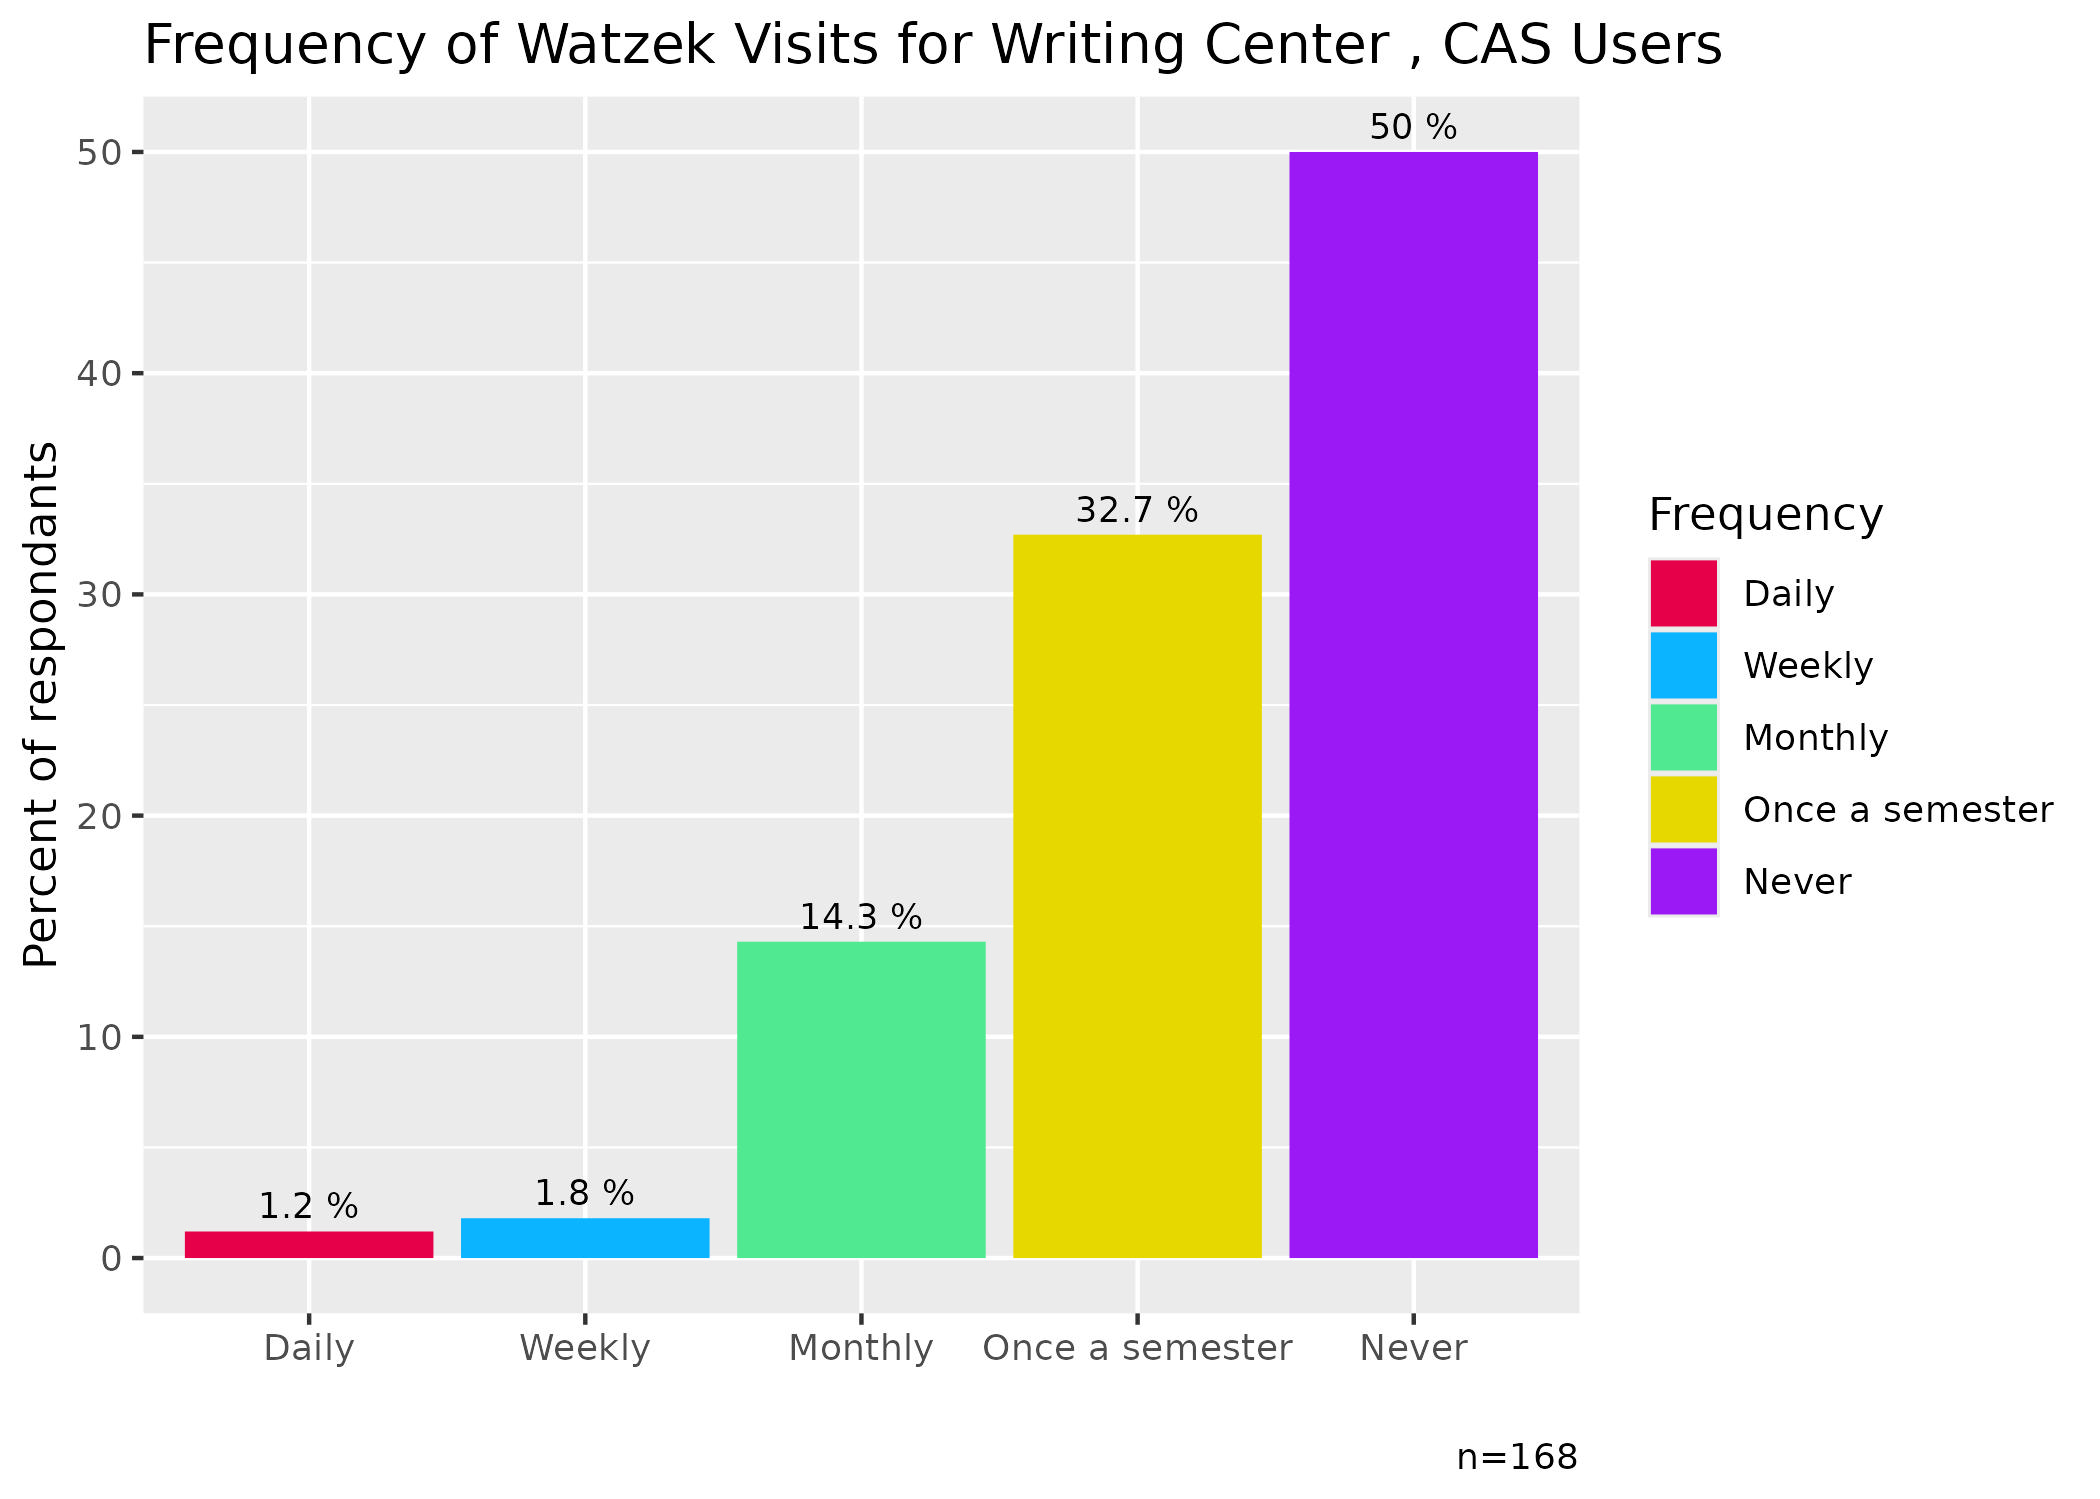 Frequency of Watzek Visits for Writing Center , CAS Users
Percent of respondants
50
40
30
20
10
0
1.2 %
1.8 %
14.3 %
32.7 %
50 %
Daily
Weekly
Monthly
Once a semester
Never
Frequency
Daily
Weekly
Monthly
Once a semester
Never
n=168